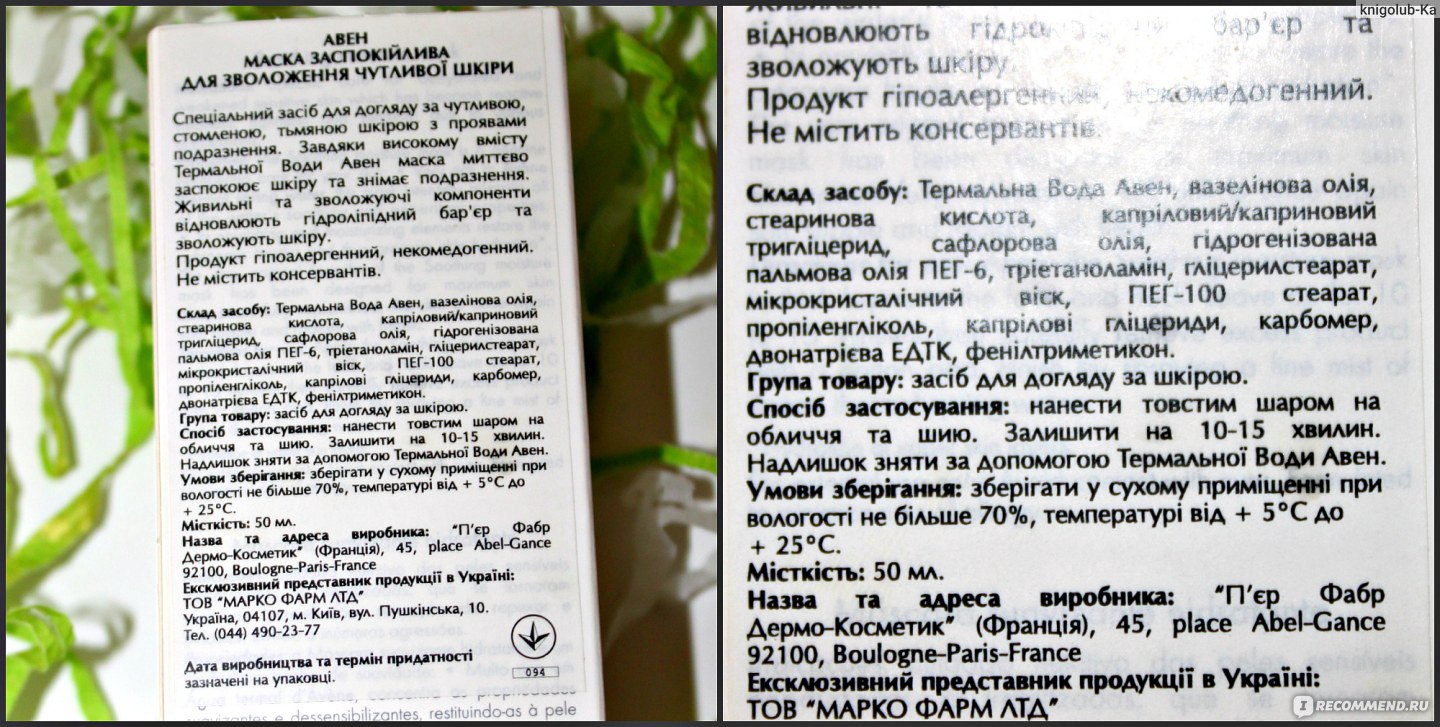 АВЕН
МАСКА ЗАСПОКІЙЛИВА
ДЛЯ ЗВОЛОЖЕННЯ ЧУТЛИВОЇ ШКІРИ
Спеціальний засіб для догляду за чутливою,
стомленою, тьмяною шкірою з проявами
подразнення. Завдяки високому вмісту
Термальної Води Авен маска миттєво
заспокоює шкіру та знімає подразнення.
Живильні та зволожуючі компоненти
відновлюють гідроліпідний бар'єр та
зволожують шкіру.
Продукт гіпоалергенний, некомедогенний.
Не містить консервантів.
Склад засобу: Термальна Вода Авен, вазелінова олія,
стеаринова кислота, капріловий/каприновий
тригліцерид, сафлорова олія, гідрогенізована
пальмова олія ПЕГ-6, тріетаноламін, гліцерилстеарат,
мікрокристалічний віск, ПЕГ-100 стеарат,
пропіленгліколь, капрілові гліцериди, карбомер,
двонатрієва ЕДТК, фенілтриметикон.
Група товару: засіб для догляду за шкірою.
Спосіб застосування: нанести товстим шаром на
обличчя та шию. Залишити на 10-15 хвилин.
Надлишок зняти за допомогою Термальної Води Авен.
Умови зберігання: зберігати у сухому приміщенні при
вологості не більше 70%, температурі від + 5°C до
+ 25°C.
Місткість: 50 мл.
Назва та адреса виробника: "П'єр Фабр
Дермо-Косметик" (Франція), 45, place Abel-Gance
92100, Boulogne-Paris-France
Ексклюзивний представник продукції в Україні:
ТОВ "МАРКО ФАРМ ЛТД"
Україна, 04107, м. Київ, вул. Пушкінська, 10.
Тел. (044) 490-23-77
Дата виробництва та термін придатності
зазначені на упаковці.
094
knigolub-Ka
відновлюють бар'єр та
зволожують шкіру.
Продукт гіпоалергенний, некомедогенний.
Не містить консервантів.
Склад засобу: Термальна Вода Авен, вазелінова олія,
стеаринова кислота, капріловий/каприновий
тригліцерид, сафлорова олія, гідрогенізована
пальмова олія ПЕГ-6, тріетаноламін, гліцерилстеарат,
мікрокристалічний віск, ПЕГ-100 стеарат,
пропіленгліколь, капрілові гліцериди, карбомер,
двонатрієва ЕДТК, фенілтриметикон.
Група товару: засіб для догляду за шкірою.
Спосіб застосування: нанести товстим шаром на
обличчя та шию. Залишити на 10-15 хвилин.
Надлишок зняти за допомогою Термальної Води Авен.
Умови зберігання: зберігати у сухому приміщенні при
вологості не більше 70%, температурі від + 5°C до
+ 25°C.
Місткість: 50 мл.
Назва та адреса виробника: "П'єр Фабр
Дермо-Косметик" (Франція), 45, place Abel-Gance
92100, Boulogne-Paris-France
Ексклюзивний представник продукції в Україні:
ТОВ "МАРКО ФАРМ ЛТД"
IRECOMMEND.RU